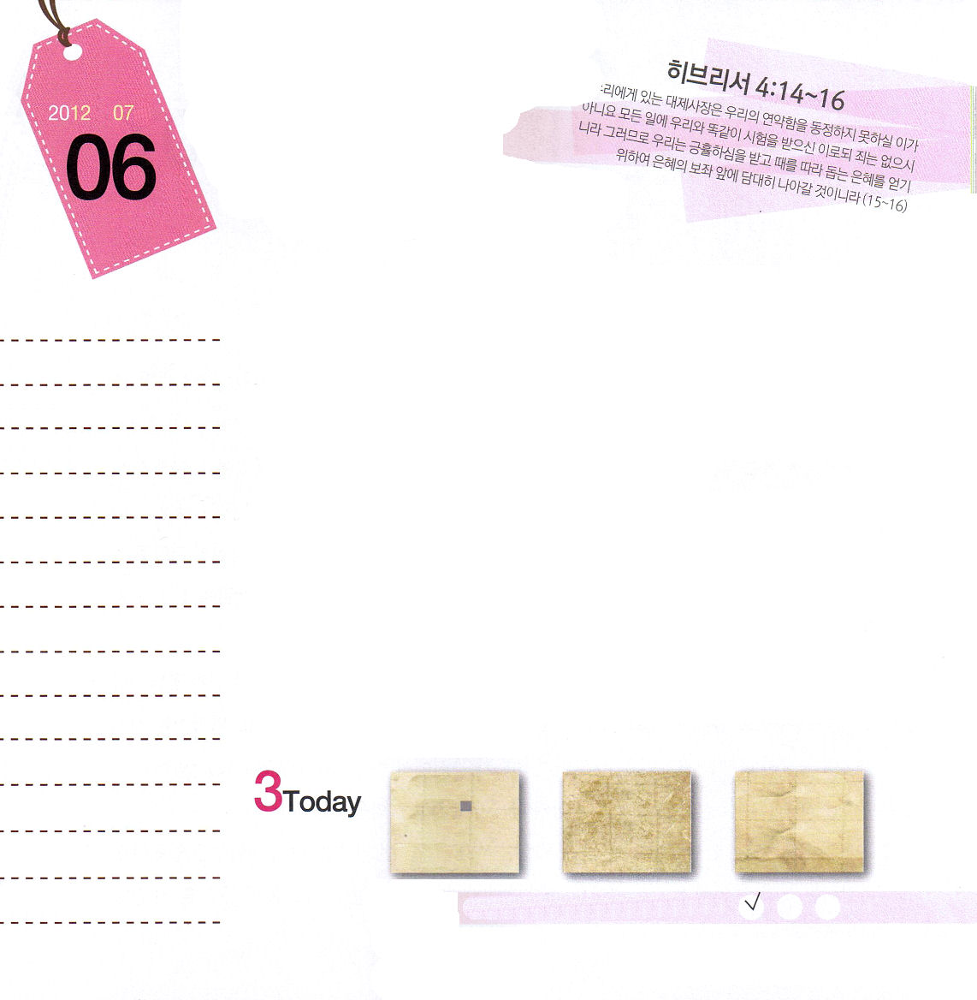 2012 07
06
히브리서 4:14~16
리에게 있는 대제사장은 우리의 연약함을 동정하지 못하실 이가
아니요 모든 일에 우리와 똑같이 시험을 받으신 이로되 죄는 없으시
니라 그러므로 우리는 긍휼하심을 받고 때를 따라 돕는 은혜를 얻기
위하여 은혜의 보좌 앞에 담대히 나아갈 것이니라 (15~16)
3 Today